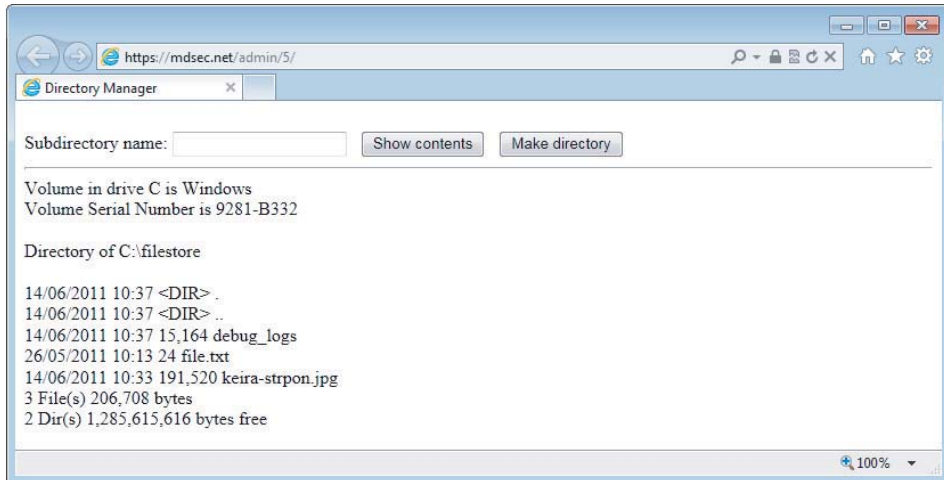 https://mdsec.net/admin/5/
Directory Manager
Subdirectory name: Show contents Make directory
Volume in drive C is Windows
Volume Serial Number is 9281-B332
Directory of C:\filestore
14/06/2011 10:37 <DIR> .
14/06/2011 10:37 <DIR> ..
14/06/2011 10:37 15,164 debug_logs
26/05/2011 10:13 24 file.txt
14/06/2011 10:33 191,520 keira-strpon.jpg
3 File(s) 206,708 bytes
2 Dir(s) 1,285,615,616 bytes free
100%